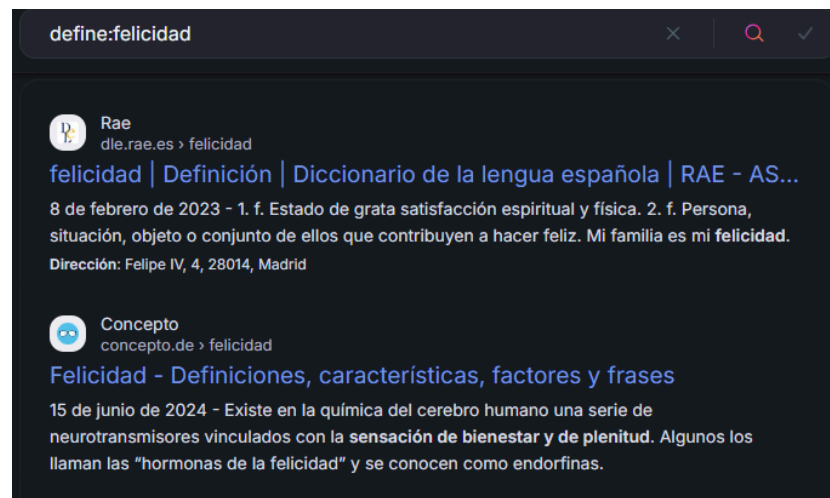 define:felicidad
Rae
dle.rae.es › felicidad
felicidad | Definición | Diccionario de la lengua española | RAE - AS...
8 de febrero de 2023 - 1. f. Estado de grata satisfacción espiritual y física. 2. f. Persona,
situación, objeto o conjunto de ellos que contribuyen a hacer feliz. Mi familia es mi felicidad.
Dirección: Felipe IV, 4, 28014, Madrid
Concepto
concepto.de › felicidad
Felicidad - Definiciones, características, factores y frases
15 de junio de 2024 - Existe en la química del cerebro humano una serie de
neurotransmisores vinculados con la sensación de bienestar y de plenitud. Algunos los
llaman las “hormonas de la felicidad” y se conocen como endorfinas.